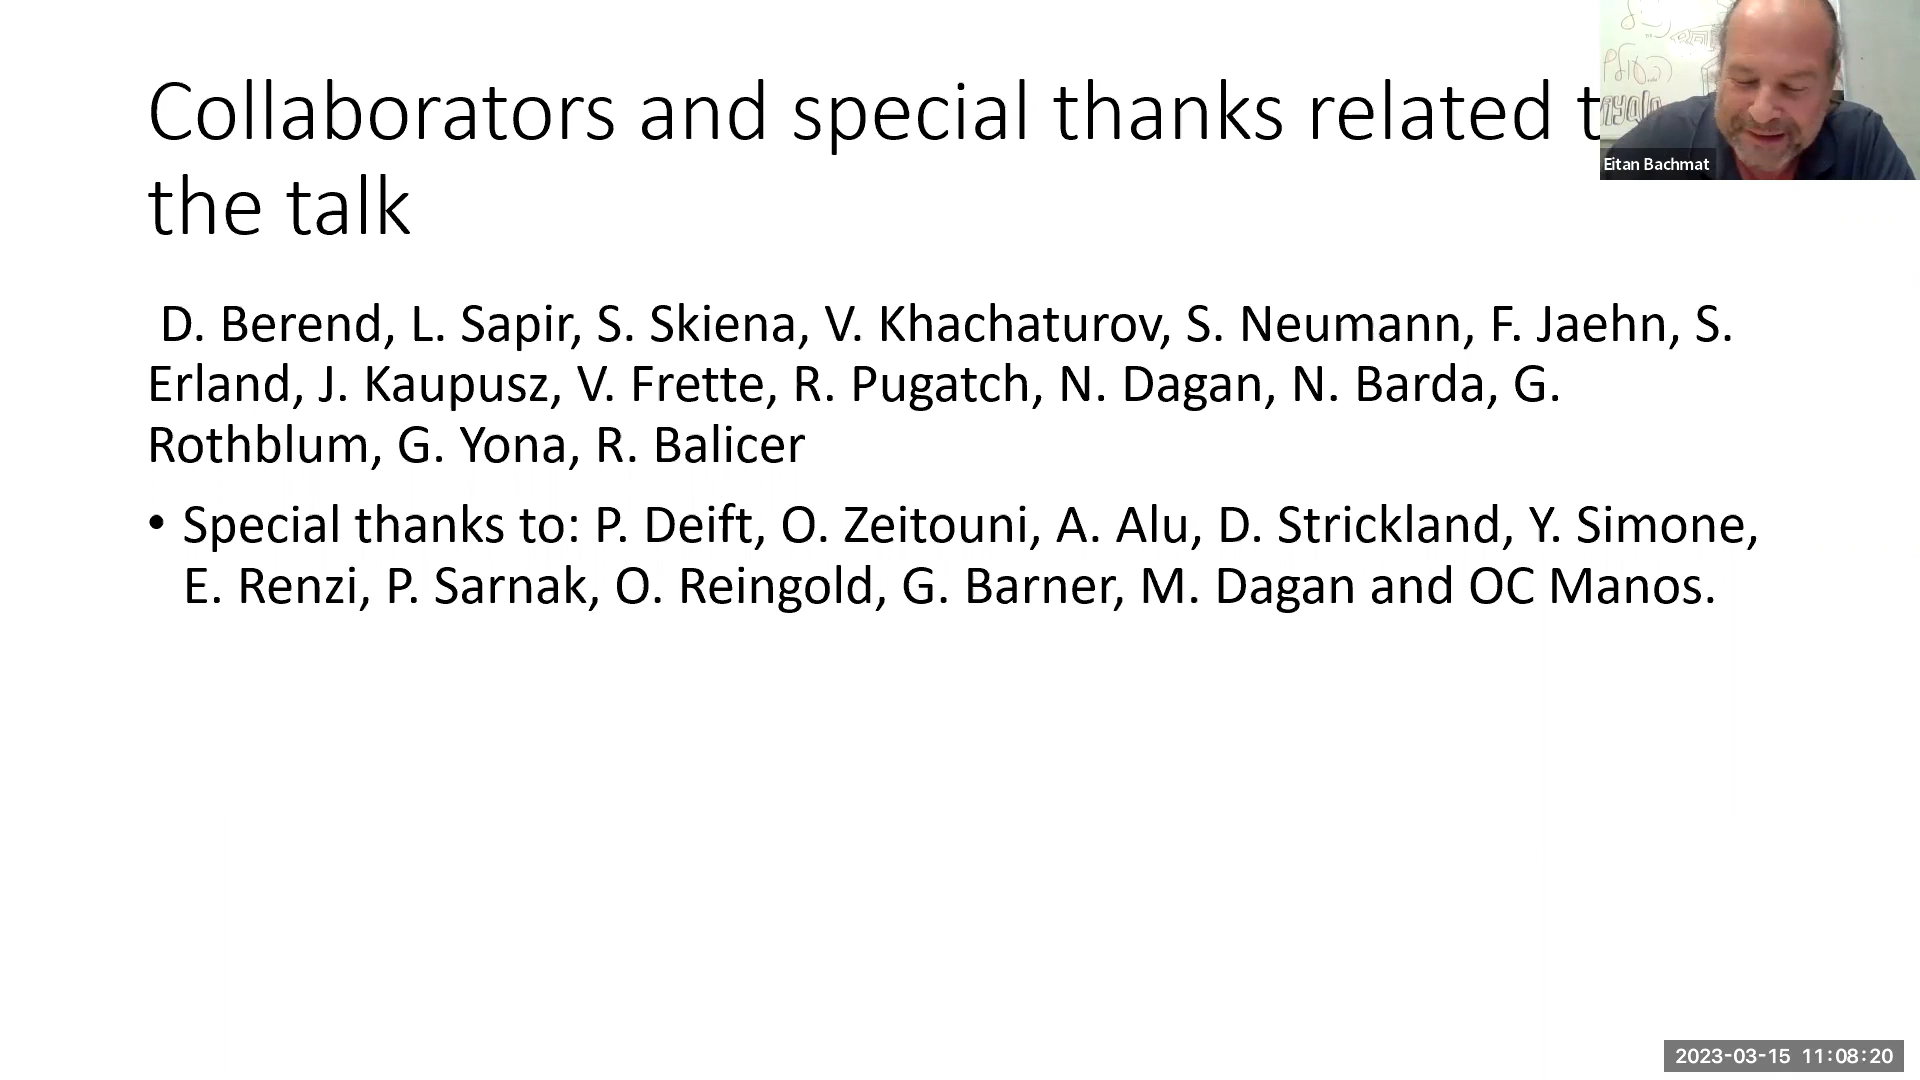 Collaborators and special thanks related t
the talk
Eitan Bachmat
D. Berend, L. Sapir, S. Skiena, V. Khachaturov, S. Neumann, F. Jaehn, S.
Erland, J. Kaupusz, V. Frette, R. Pugatch, N. Dagan, N. Barda, G.
Rothblum, G. Yona, R. Balicer
• Special thanks to: P. Deift, O. Zeitouni, A. Alu, D. Strickland, Y. Simone,
E. Renzi, P. Sarnak, O. Reingold, G. Barner, M. Dagan and OC Manos.
2023-03-15 11:08:20